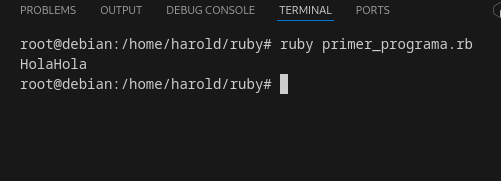 PROBLEMS OUTPUT DEBUG CONSOLE TERMINAL PORTS
root@debian:/home/harold/ruby# ruby primer_programa.rb
HolaHola
root@debian:/home/harold/ruby#